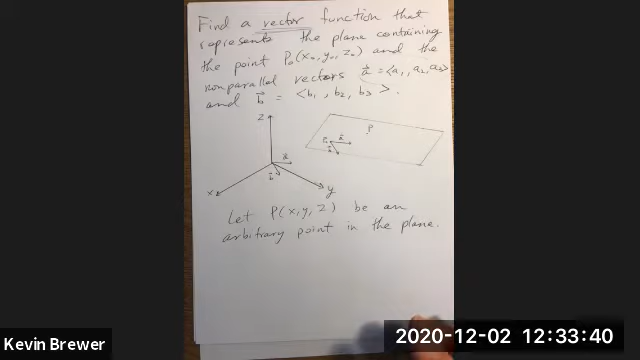 Find a vector function that
represents the plane containing
the point P₀(x₀, y₀, z₀) and the
nonparallel vectors a⃗ = <a₁, a₂, a₃>
and b⃗ = <b₁, b₂, b₃>.
z
P
P₀ a⃗
b⃗
a⃗
b⃗
x y
Let P(x, y, z) be an
arbitrary point in the plane.
Kevin Brewer
2020-12-02 12:33:40